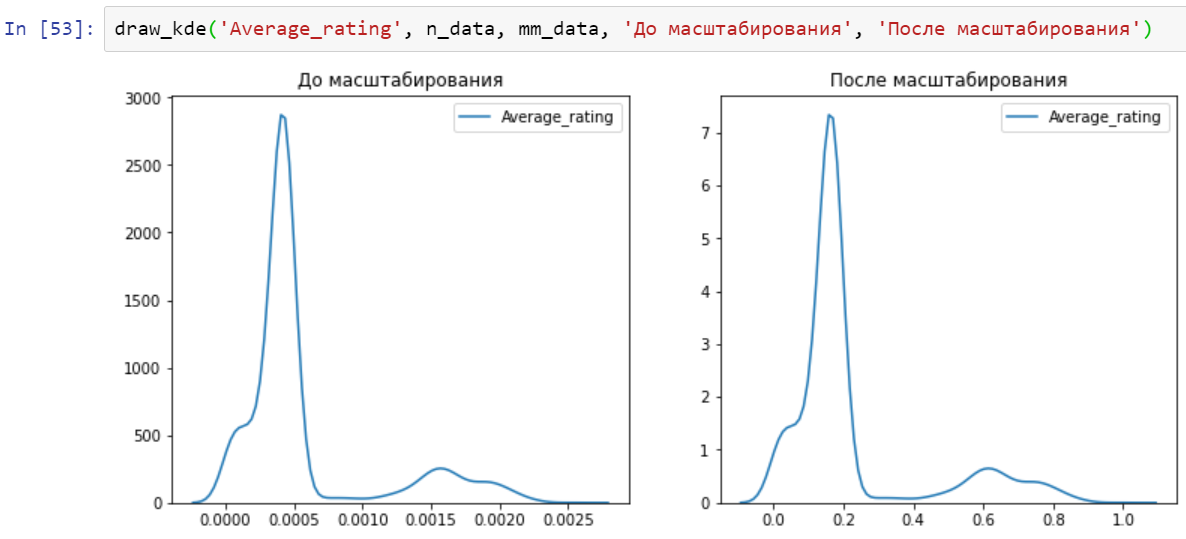 In [53]: draw_kde('Average_rating', n_data, mm_data, 'До масштабирования', 'После масштабирования')
До масштабирования
3000
2500
2000
1500
1000
500
0
Average_rating
0.0000 0.0005 0.0010 0.0015 0.0020 0.0025
После масштабирования
7
6
5
4
3
2
1
0
Average_rating
0.0 0.2 0.4 0.6 0.8 1.0